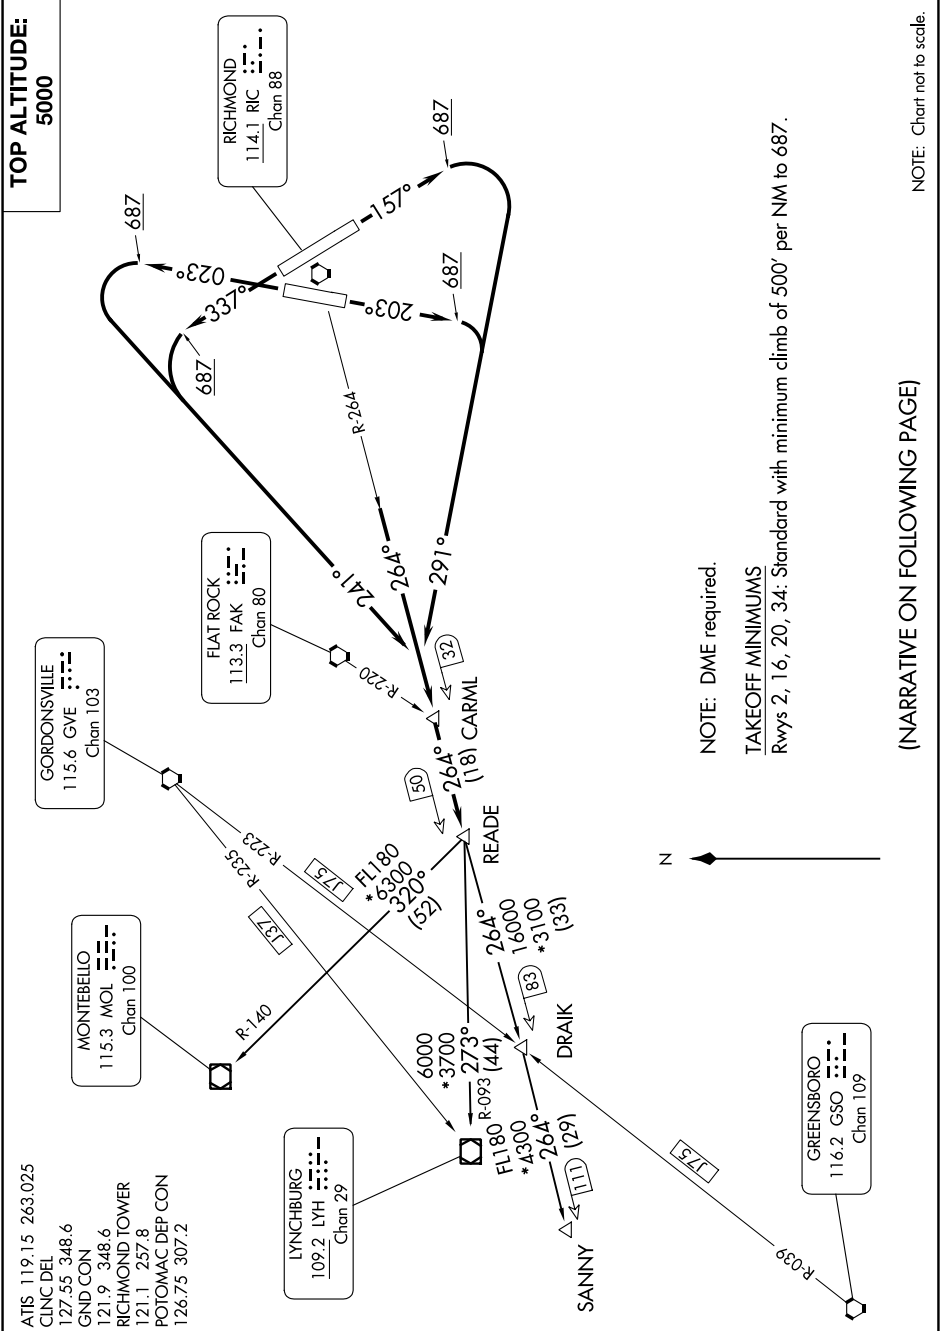 TOP ALTITUDE:
5000
ATIS 119.15 263.025
CLNC DEL
127.55 348.6
GND CON
121.9 348.6
RICHMOND TOWER
121.1 257.8
POTOMAC DEP CON
126.75 307.2
MONTEBELLO
115.3 MOL
Chan 100
GORDONSVILLE
115.6 GVE
Chan 103
FLAT ROCK
113.3 FAK
Chan 80
RICHMOND
114.1 RIC
Chan 88
LYNCHBURG
109.2 LYH
Chan 29
GREENSBORO
116.2 GSO
Chan 109
687
023°
337°
687
157°
687
203°
687
R-264
241°
264°
291°
R-220
32
CARML
264°
(18)
50
READE
R-235
R-223
J37
J75
FL180
*6300
320°
(52)
R-140
6000
*3700
273°
(44)
R-093
264°
16000
*3100
(33)
83
DRAIK
FL180
*4300
264°
(29)
111
SANNY
J75
R-039
N
NOTE: DME required.
TAKEOFF MINIMUMS
Rwys 2, 16, 20, 34: Standard with minimum climb of 500' per NM to 687.
(NARRATIVE ON FOLLOWING PAGE)
NOTE: Chart not to scale.